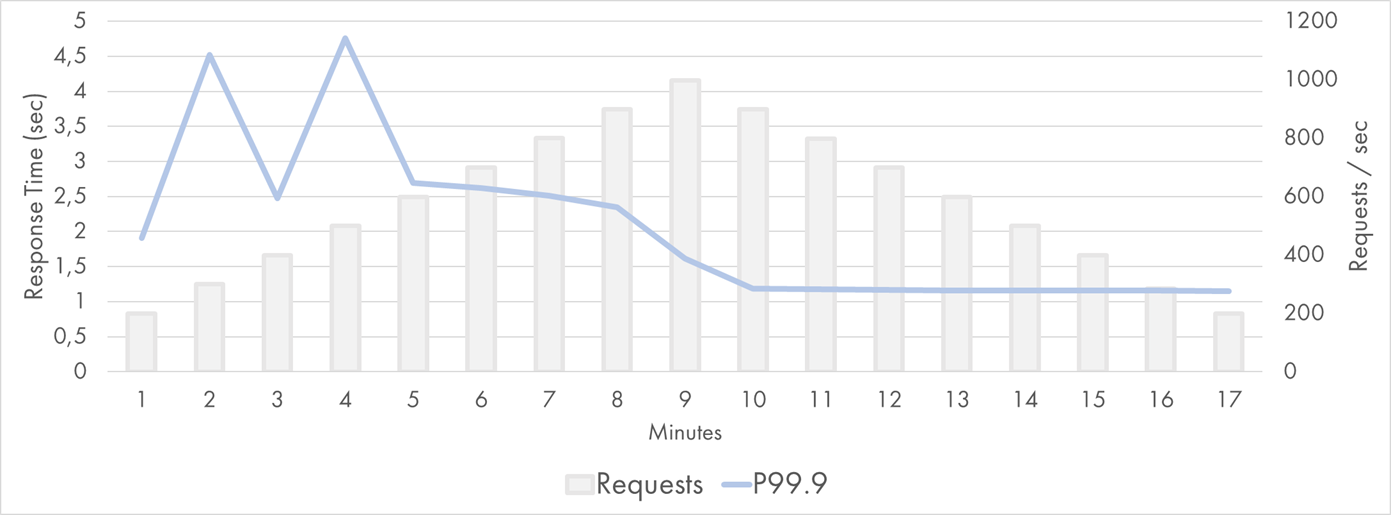 5 1200
4,5
4 1000
3,5 800
3
2,5 600
2
1,5 400
1
0,5 200
0 0
Response Time (sec)
Requests / sec
1 2 3 4 5 6 7 8 9 10 11 12 13 14 15 16 17
Minutes
Requests P99.9